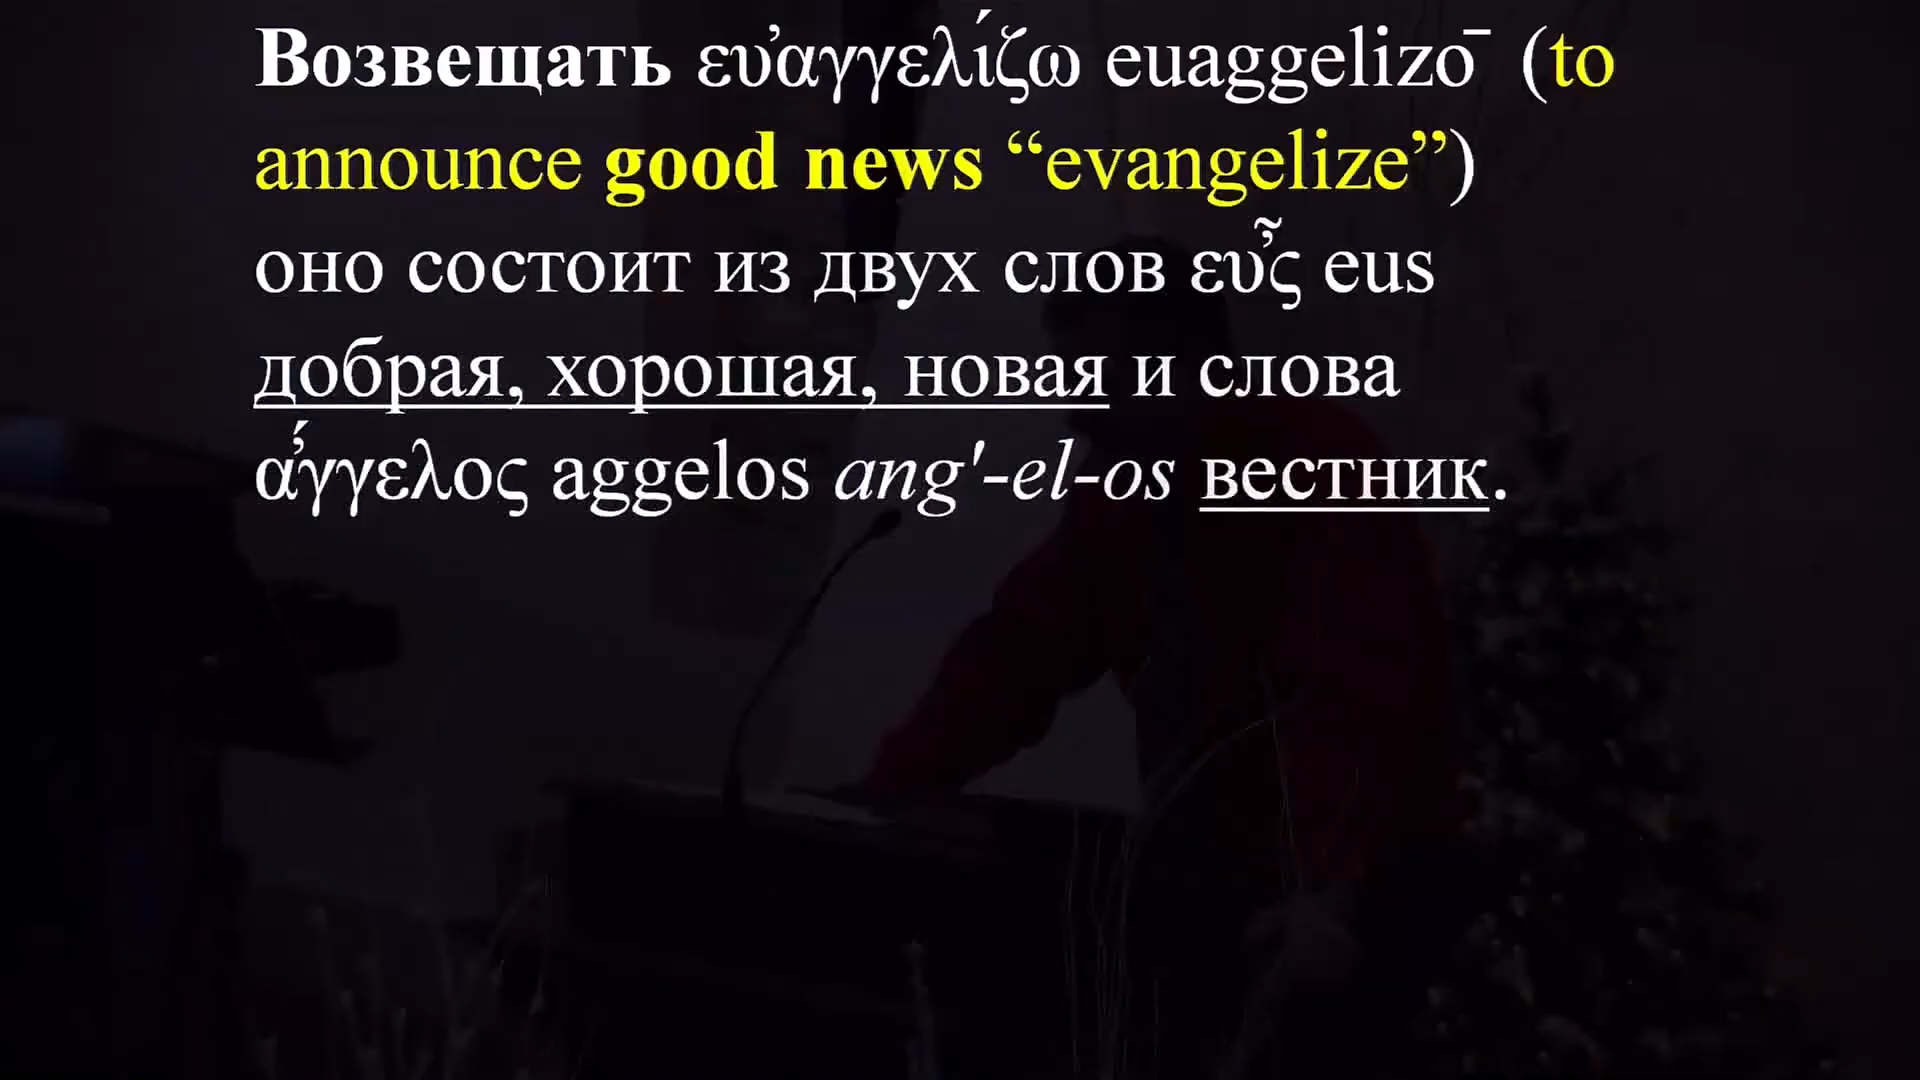 Возвещать εὐαγγελίζω euaggelizō (to
announce good news “evangelize”)
оно состоит из двух слов εὖς eus
добрая, хорошая, новая и слова
ἄγγελος aggelos ang'-el-os вестник.